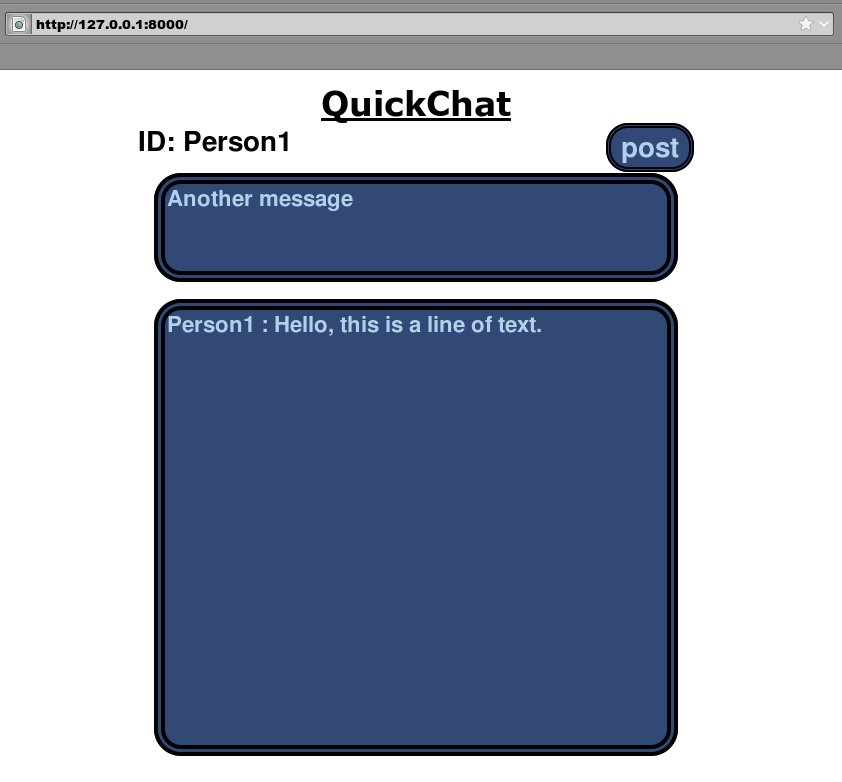 http://127.0.0.1:8000/
QuickChat
ID: Person1
post
Another message
Person1 : Hello, this is a line of text.